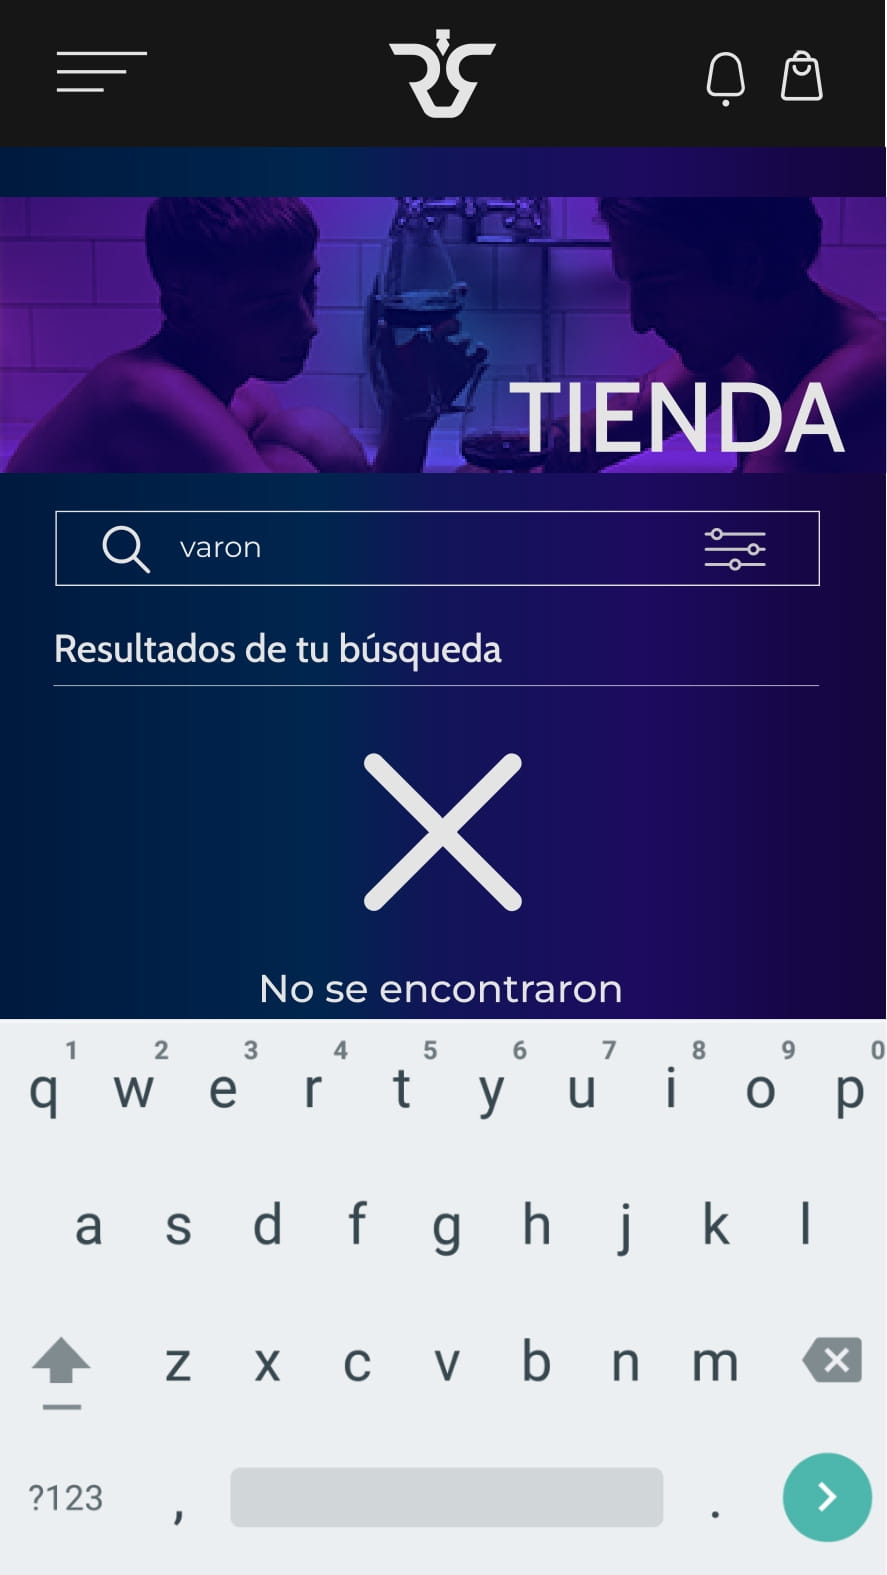 TIENDA
varon
Resultados de tu búsqueda
No se encontraron
1 2 3 4 5 6 7 8 9 0
q w e r t y u i o p
a s d f g h j k l
z x c v b n m
?123 , .